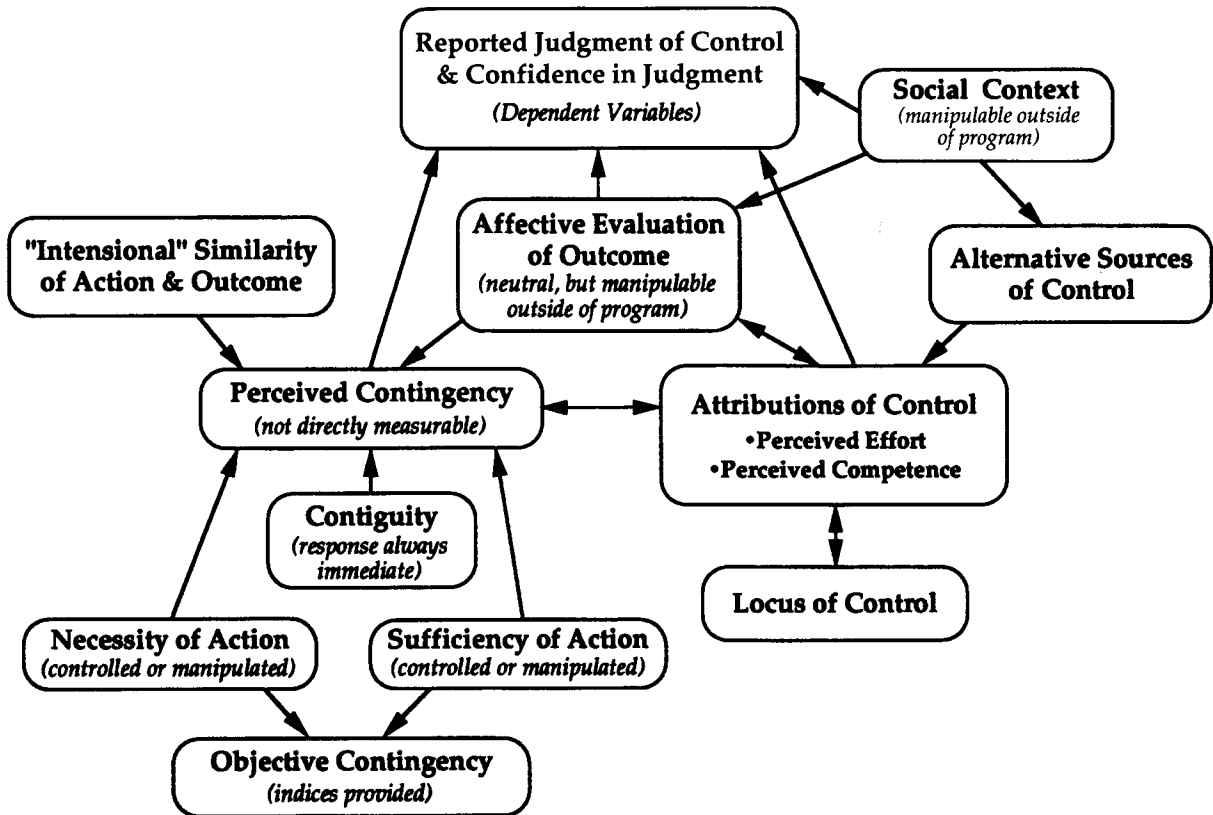 Reported Judgment of Control
& Confidence in Judgment
(Dependent Variables)
Social Context
(manipulable outside
of program)
"Intensional" Similarity
of Action & Outcome
Affective Evaluation
of Outcome
(neutral, but manipulable
outside of program)
Alternative Sources
of Control
Perceived Contingency
(not directly measurable)
Attributions of Control
•Perceived Effort
•Perceived Competence
Contiguity
(response always
immediate)
Locus of Control
Necessity of Action
(controlled or manipulated)
Sufficiency of Action
(controlled or manipulated)
Objective Contingency
(indices provided)